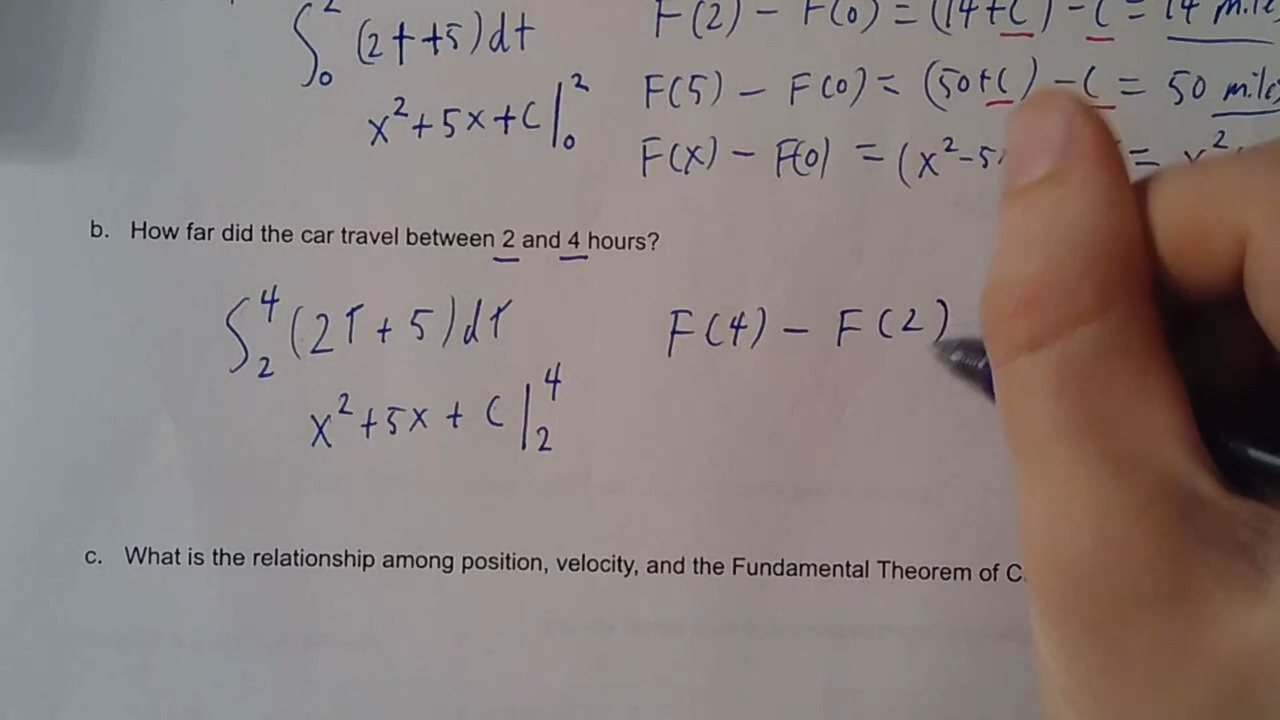 ∫₀² (2t+5)dt
x²+5x+C|₀²
F(2) − F(0) = (14+C) − C = 14
F(5) − F(0) = (50+C) − C = 50
F(x) − F(0) = (x²−5
b. How far did the car travel between 2 and 4 hours?
∫₂⁴ (2t+5)dt
x²+5x+C|₂⁴
F(4) − F(2)
c. What is the relationship among position, velocity, and the Fundamental Theorem of